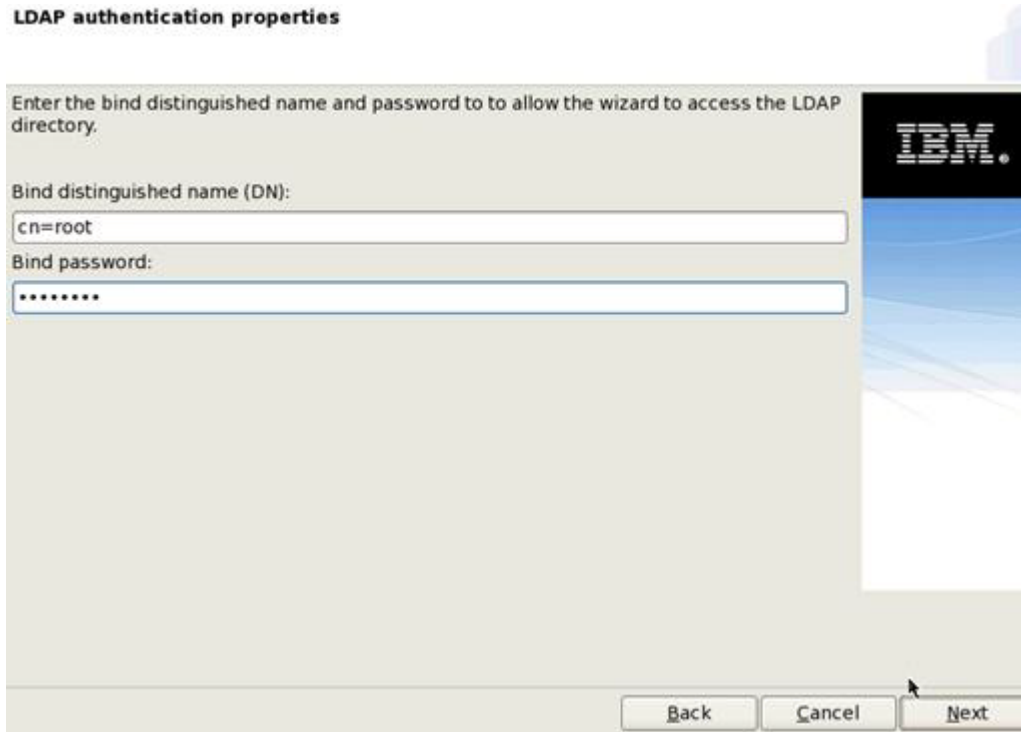 LDAP authentication properties
Enter the bind distinguished name and password to to allow the wizard to access the LDAP
directory.
IBM.
Bind distinguished name (DN):
cn=root
Bind password:
••••••••
Back
Cancel
Next